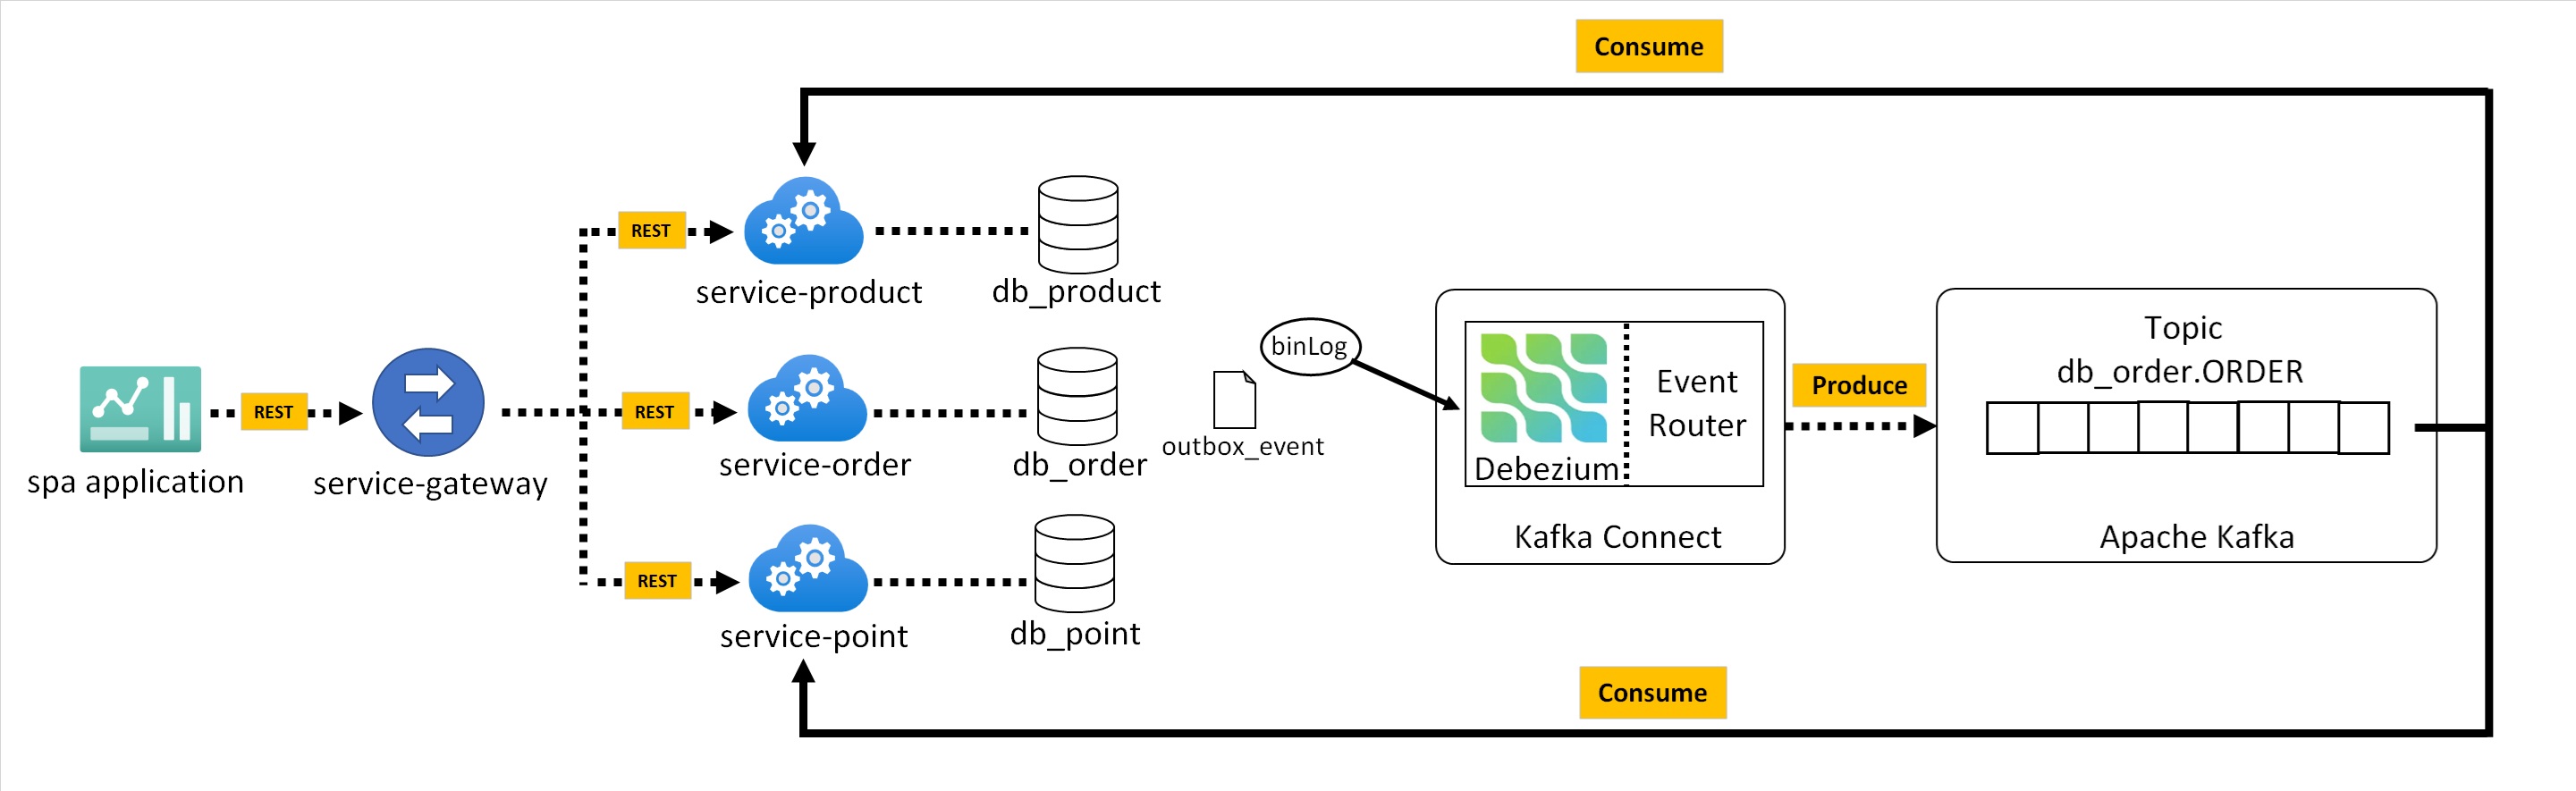 Consume
REST
service-product
db_product
spa application
REST
service-gateway
REST
service-order
db_order
outbox_event
binLog
Debezium
Event
Router
Kafka Connect
Produce
Topic
db_order.ORDER
Apache Kafka
REST
service-point
db_point
Consume